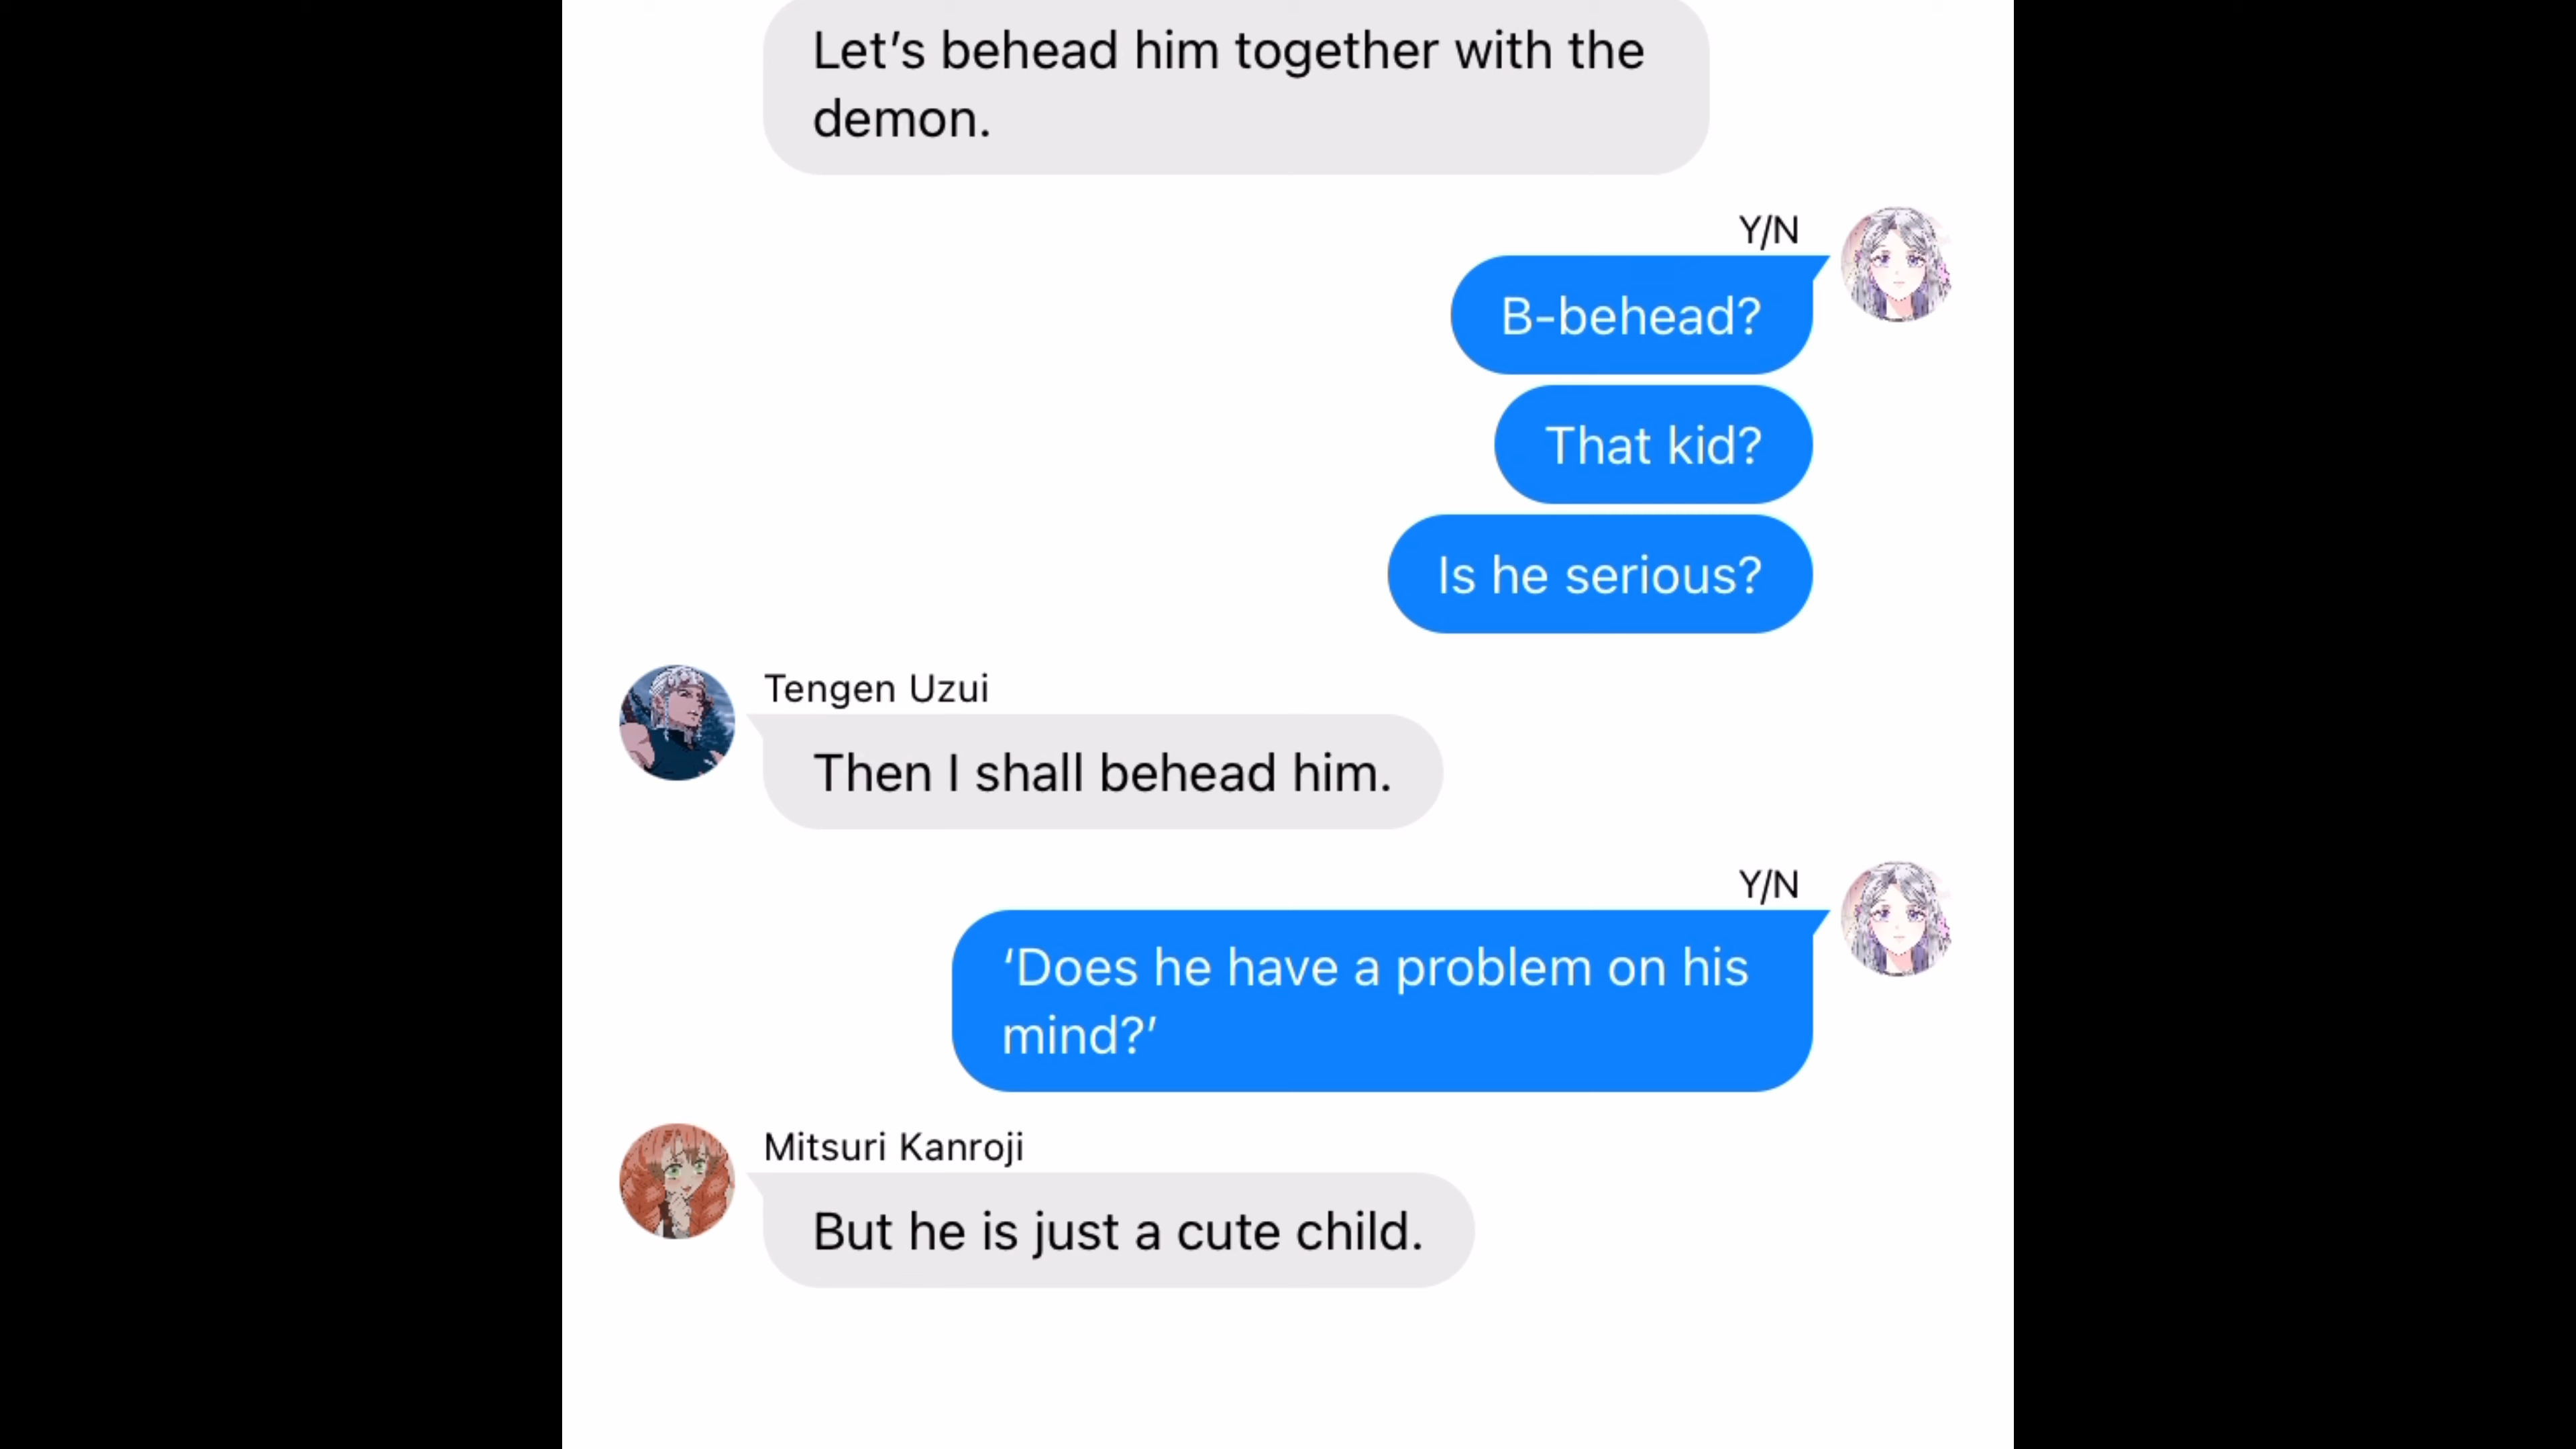 Let’s behead him together with the
demon.
Y/N
B-behead?
That kid?
Is he serious?
Tengen Uzui
Then I shall behead him.
Y/N
‘Does he have a problem on his
mind?’
Mitsuri Kanroji
But he is just a cute child.